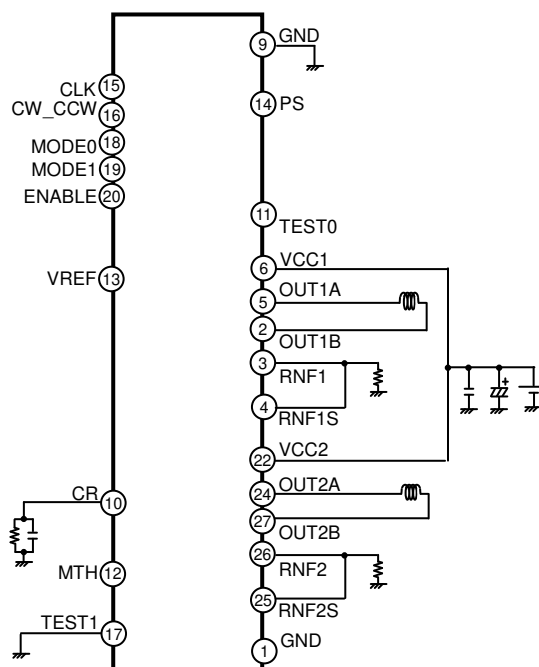 9 GND
15
CLK
14 PS
CW_CCW
16
18
MODE0
MODE1 19
ENABLE 20
11
TEST0
6 VCC1
VREF 13
5 OUT1A
2
OUT1B
3
RNF1
4
RNF1S
22 VCC2
24 OUT2A
CR
10
27
OUT2B
26
RNF2
MTH 12
25
RNF2S
TEST1
17
1 GND
+